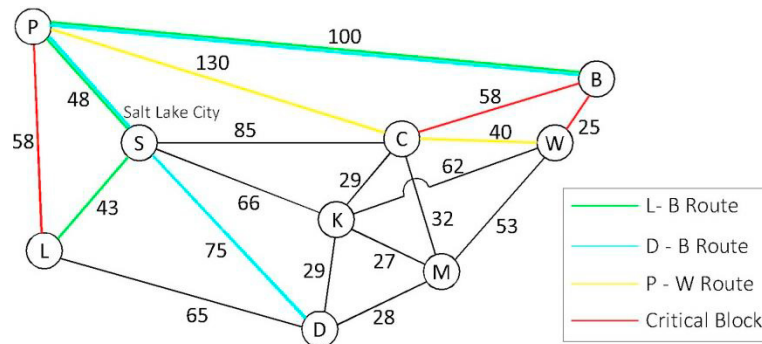 P
100
B
130
48
Salt Lake City
58
58
25
S
85
C
40
W
62
43
66
29
K
32
53
L
75
27
M
29
65
28
D
L- B Route
D - B Route
P - W Route
Critical Block